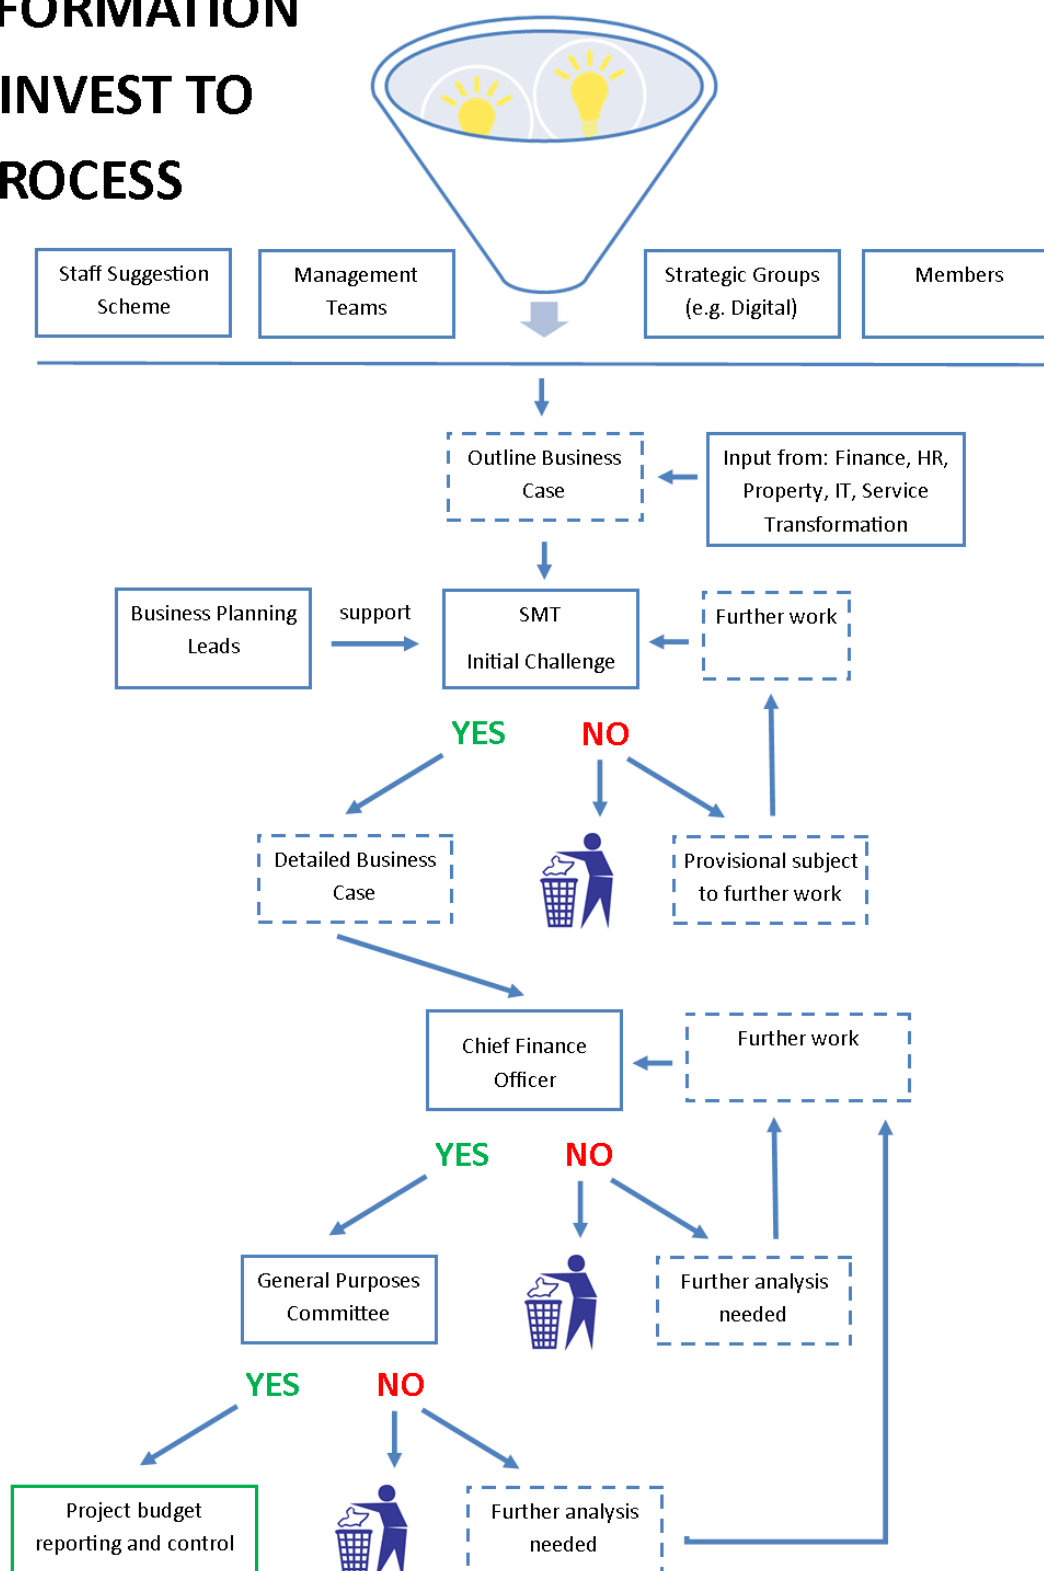 FORMATION
INVEST TO
ROCESS
Staff Suggestion
Scheme
Management
Teams
Strategic Groups
(e.g. Digital)
Members
Outline Business
Case
Input from: Finance, HR,
Property, IT, Service
Transformation
Business Planning
Leads
support
SMT
Initial Challenge
Further work
YES
NO
Detailed Business
Case
Provisional subject
to further work
Chief Finance
Officer
Further work
YES
NO
General Purposes
Committee
Further analysis
needed
YES
NO
Project budget
reporting and control
Further analysis
needed